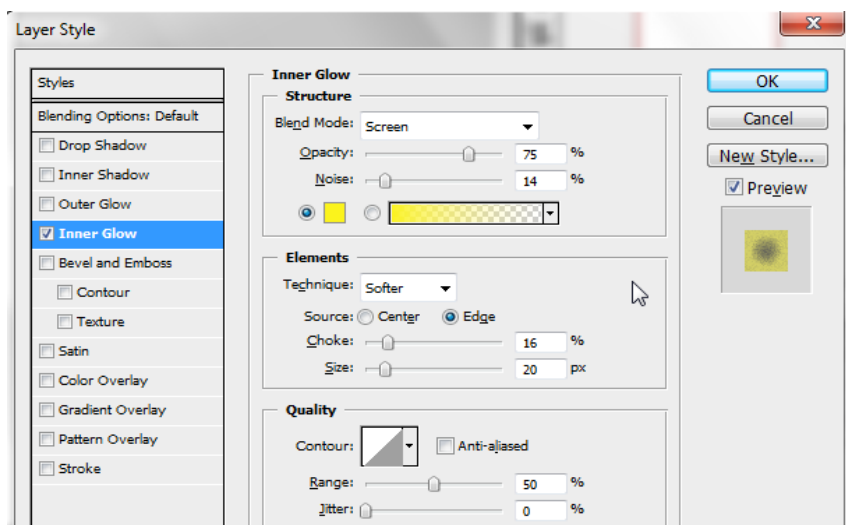 Layer Style
Styles
Blending Options: Default
Drop Shadow
Inner Shadow
Outer Glow
Inner Glow
Bevel and Emboss
Contour
Texture
Satin
Color Overlay
Gradient Overlay
Pattern Overlay
Stroke
Inner Glow
Structure
Blend Mode: Screen
Opacity: 75 %
Noise: 14 %
Elements
Technique: Softer
Source: Center Edge
Choke: 16 %
Size: 20 px
Quality
Contour: Anti-aliased
Range: 50 %
Jitter: 0 %
OK
Cancel
New Style...
Preview